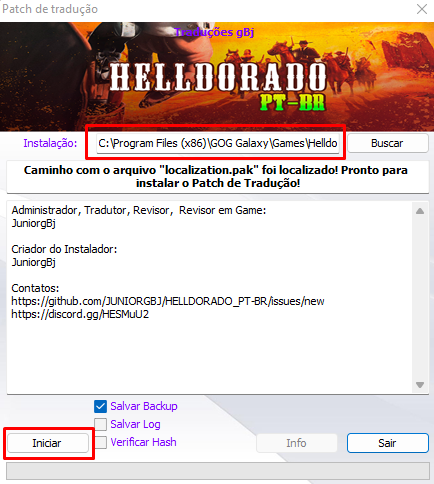 Patch de tradução
Traduções gBj
HELLDORADO
PT-BR
Instalação:
C:\Program Files (x86)\GOG Galaxy\Games\Helldo
Buscar
Caminho com o arquivo "localization.pak" foi localizado! Pronto para
instalar o Patch de Tradução!
Administrador, Tradutor, Revisor,  Revisor em Game:
JuniorgBj
Criador do Instalador:
JuniorgBj
Contatos:
https://github.com/JUNIORGBJ/HELLDORADO_PT-BR/issues/new
https://discord.gg/HESMuU2
Salvar Backup
Salvar Log
Iniciar
Verificar Hash
Info
Sair